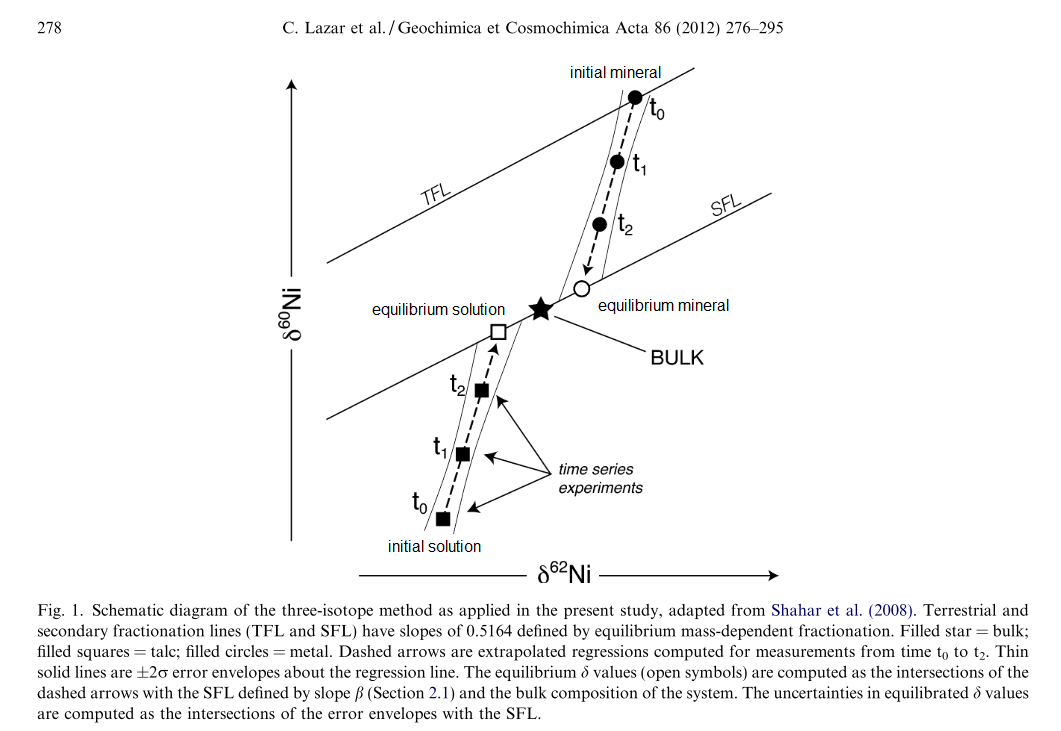 278
C. Lazar et al. / Geochimica et Cosmochimica Acta 86 (2012) 276–295
initial mineral
t₀
t₁
TFL
SFL
t₂
δ⁶⁰Ni
equilibrium solution
equilibrium mineral
BULK
t₂
t₁
time series
experiments
t₀
initial solution
δ⁶²Ni
Fig. 1. Schematic diagram of the three-isotope method as applied in the present study, adapted from Shahar et al. (2008). Terrestrial and
secondary fractionation lines (TFL and SFL) have slopes of 0.5164 defined by equilibrium mass-dependent fractionation. Filled star = bulk;
filled squares = talc; filled circles = metal. Dashed arrows are extrapolated regressions computed for measurements from time t₀ to t₂. Thin
solid lines are ±2σ error envelopes about the regression line. The equilibrium δ values (open symbols) are computed as the intersections of the
dashed arrows with the SFL defined by slope β (Section 2.1) and the bulk composition of the system. The uncertainties in equilibrated δ values
are computed as the intersections of the error envelopes with the SFL.